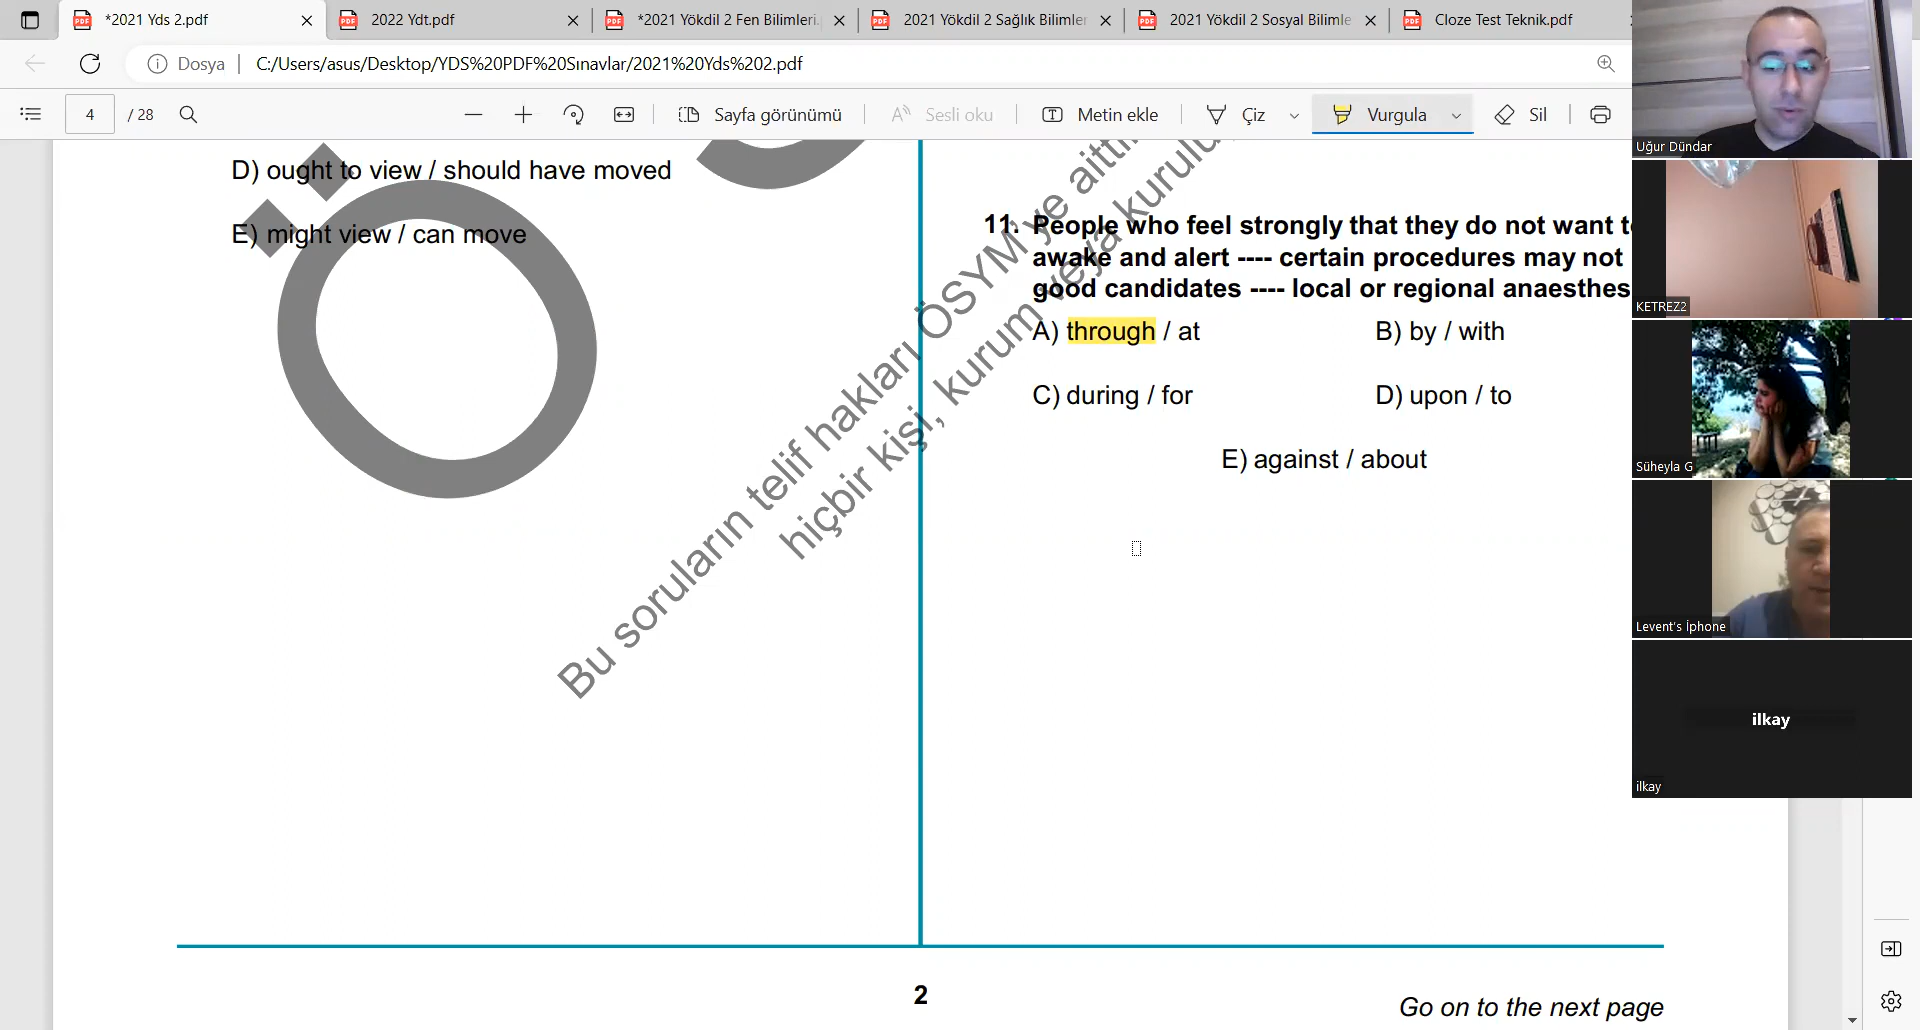 *2021 Yds 2.pdf
2022 Ydt.pdf
*2021 Yökdil 2 Fen Bilimleri.
2021 Yökdil 2 Sağlık Bilimler
2021 Yökdil 2 Sosyal Bilimle
Cloze Test Teknik.pdf
Dosya
C:/Users/asus/Desktop/YDS%20PDF%20Sınavlar/2021%20Yds%202.pdf
4 / 28
Sayfa görünümü
Sesli oku
Metin ekle
Çiz
Vurgula
Sil
D) ought to view / should have moved
E) might view / can move
11. People who feel strongly that they do not want t
awake and alert ---- certain procedures may not
good candidates ---- local or regional anaesthes
A) through / at
B) by / with
C) during / for
D) upon / to
E) against / about
Bu soruların telif hakları ÖSYM'ye aittir
hiçbir kişi, kurum veya kurulu
2
Go on to the next page
Uğur Dündar
KETREZ2
Süheyla G
Levent's İphone
ilkay
ilkay